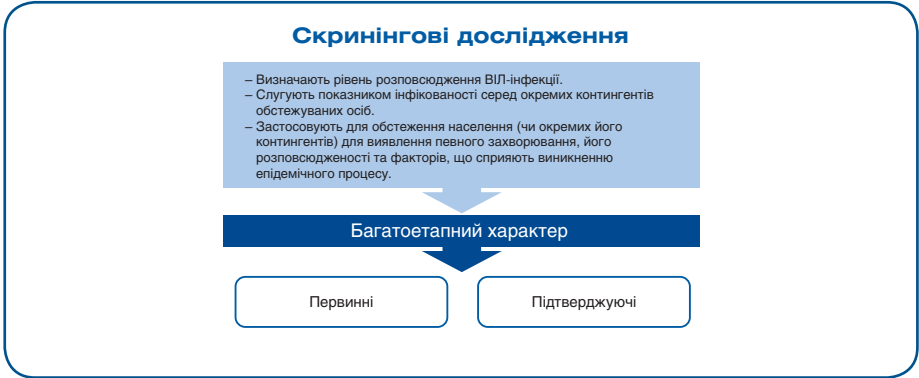 Скринінгові дослідження
– Визначають рівень розповсюдження ВІЛ-інфекції.
– Слугують показником інфікованості серед окремих контингентів
обстежуваних осіб.
– Застосовують для обстеження населення (чи окремих його
контингентів) для виявлення певного захворювання, його
розповсюдженості та факторів, що сприяють виникненню
епідемічного процесу.
Багатоетапний характер
Первинні
Підтверджуючі